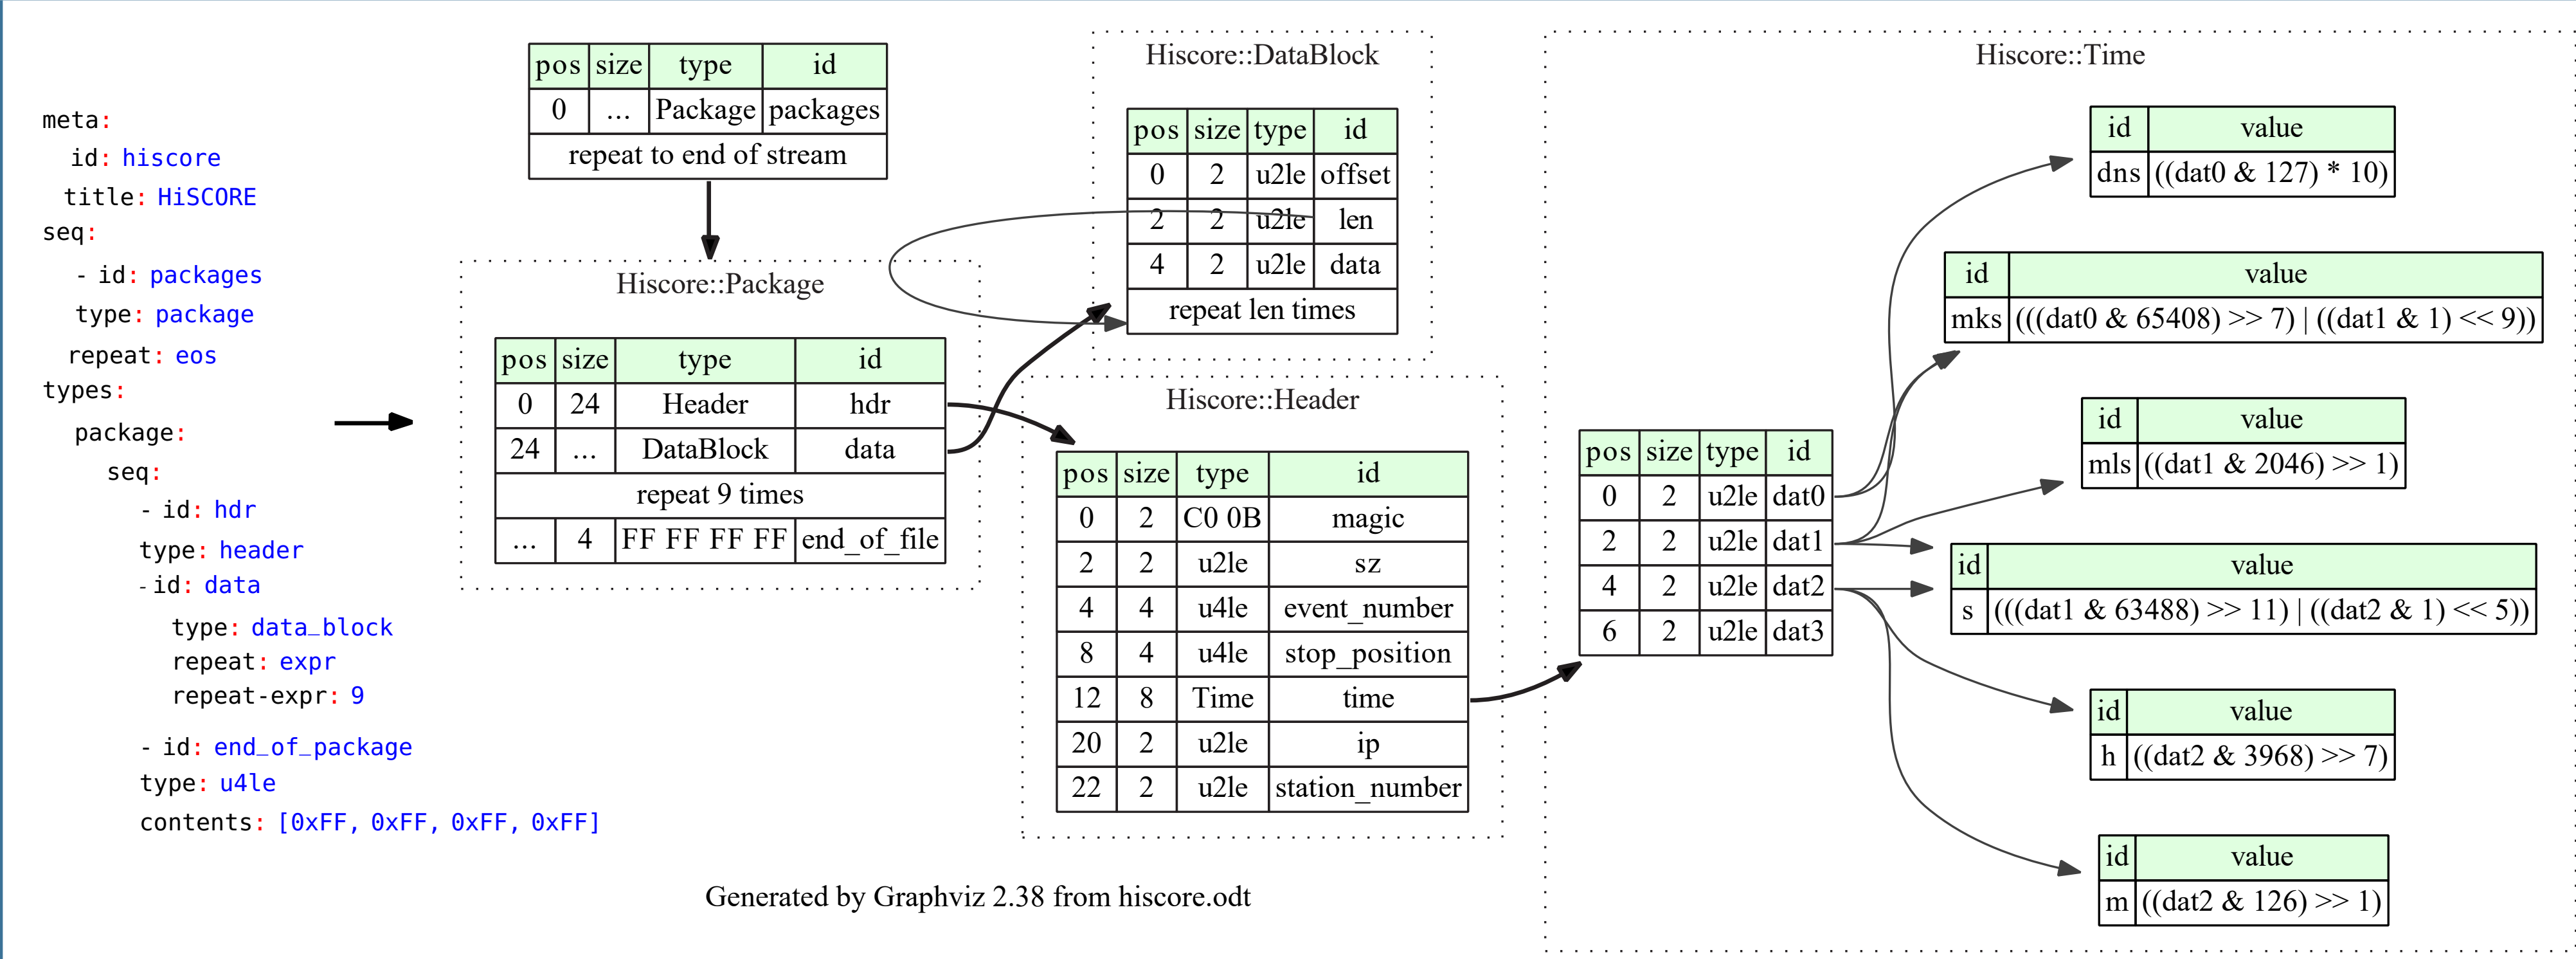 meta:
id: hiscore
title: HiSCORE
seq:
- id: packages
type: package
repeat: eos
types:
package:
seq:
- id: hdr
type: header
- id: data
type: data_block
repeat: expr
repeat-expr: 9
- id: end_of_package
type: u4le
contents: [0xFF, 0xFF, 0xFF, 0xFF]
pos size type id
0 ... Package packages
repeat to end of stream
Hiscore::Package
pos size type id
0 24 Header hdr
24 ... DataBlock data
repeat 9 times
... 4 FF FF FF FF end_of_file
Hiscore::DataBlock
pos size type id
0 2 u2le offset
2 2 u2le len
4 2 u2le data
repeat len times
Hiscore::Header
pos size type id
0 2 C0 0B magic
2 2 u2le sz
4 4 u4le event_number
8 4 u4le stop_position
12 8 Time time
20 2 u2le ip
22 2 u2le station_number
Hiscore::Time
pos size type id
0 2 u2le dat0
2 2 u2le dat1
4 2 u2le dat2
6 2 u2le dat3
id value
dns ((dat0 & 127) * 10)
id value
mks (((dat0 & 65408) >> 7) | ((dat1 & 1) << 9))
id value
mls ((dat1 & 2046) >> 1)
id value
s (((dat1 & 63488) >> 11) | ((dat2 & 1) << 5))
id value
h ((dat2 & 3968) >> 7)
id value
m ((dat2 & 126) >> 1)
Generated by Graphviz 2.38 from hiscore.odt